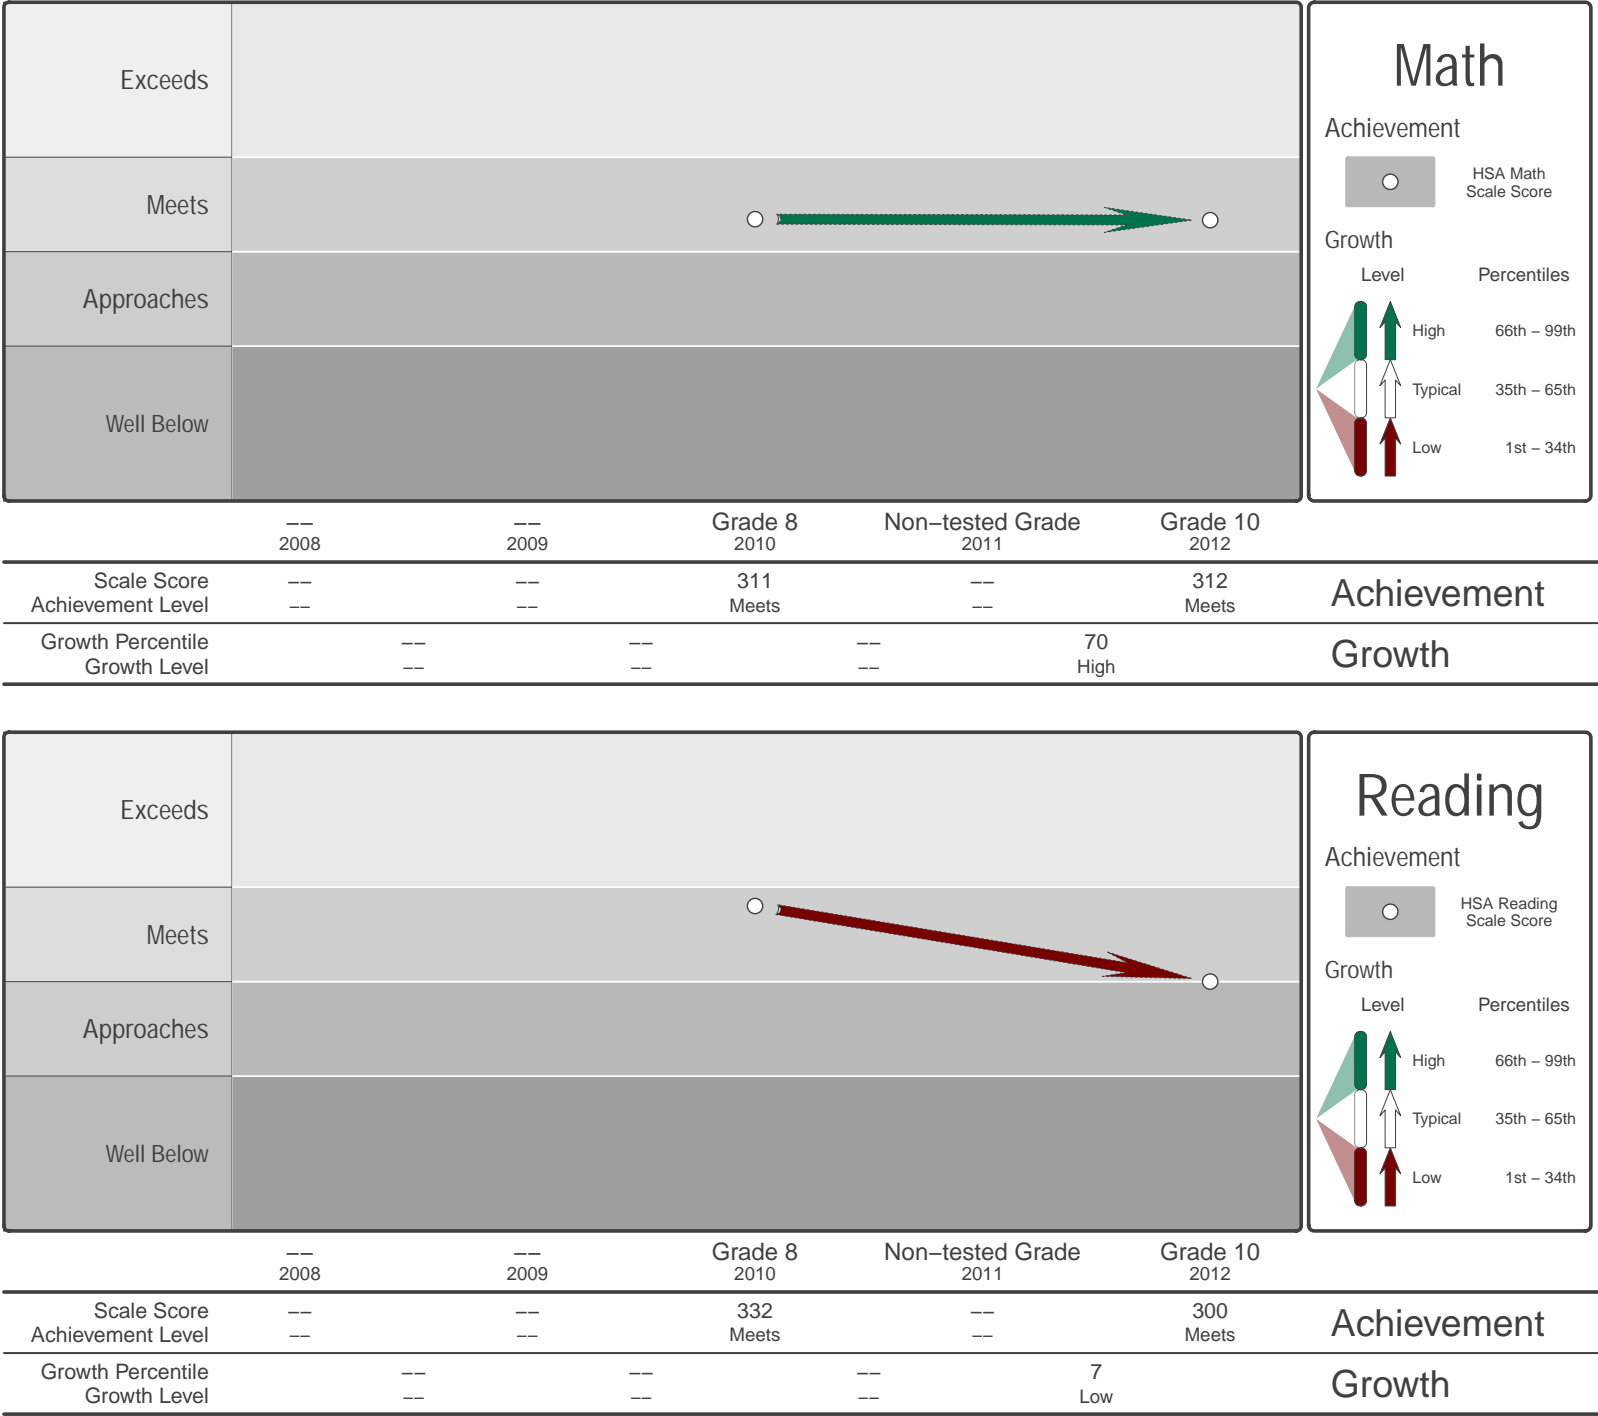 Exceeds
Meets
Approaches
Well Below
Math
Achievement
HSA Math
Scale Score
Growth
Level Percentiles
High 66th – 99th
Typical 35th – 65th
Low 1st – 34th
–– –– Grade 8 Non–tested Grade Grade 10
2008 2009 2010 2011 2012
Scale Score –– –– 311 –– 312
Achievement Level –– –– Meets –– Meets
Achievement
Growth Percentile –– –– –– 70
Growth Level –– –– –– High
Growth
Exceeds
Meets
Approaches
Well Below
Reading
Achievement
HSA Reading
Scale Score
Growth
Level Percentiles
High 66th – 99th
Typical 35th – 65th
Low 1st – 34th
–– –– Grade 8 Non–tested Grade Grade 10
2008 2009 2010 2011 2012
Scale Score –– –– 332 –– 300
Achievement Level –– –– Meets –– Meets
Achievement
Growth Percentile –– –– –– 7
Growth Level –– –– –– Low
Growth